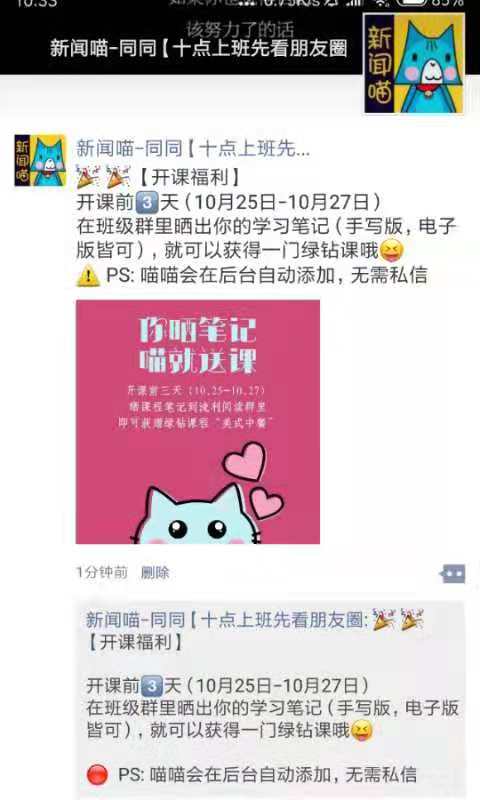 10:33
0.75K/s
85%
该努力了的话
新闻喵-同同【十点上班先看朋友圈
新闻喵
新闻喵
新闻喵-同同【十点上班先...
🎉🎉【开课福利】
开课前3️⃣天（10月25日-10月27日）
在班级群里晒出你的学习笔记（手写版，电子
版皆可），就可以获得一门绿钻课哦😝
⚠️ PS: 喵喵会在后台自动添加，无需私信
你晒笔记
喵就送课
开课前三天（10.25-10.27）
晒课程笔记到流利阅读群里
即可获赠绿钻课程“美式中餐”
1分钟前 删除
新闻喵-同同【十点上班先看朋友圈: 🎉🎉
【开课福利】
开课前3️⃣天（10月25日-10月27日）
在班级群里晒出你的学习笔记（手写版，电子版
皆可），就可以获得一门绿钻课哦😝
🔴 PS: 喵喵会在后台自动添加，无需私信